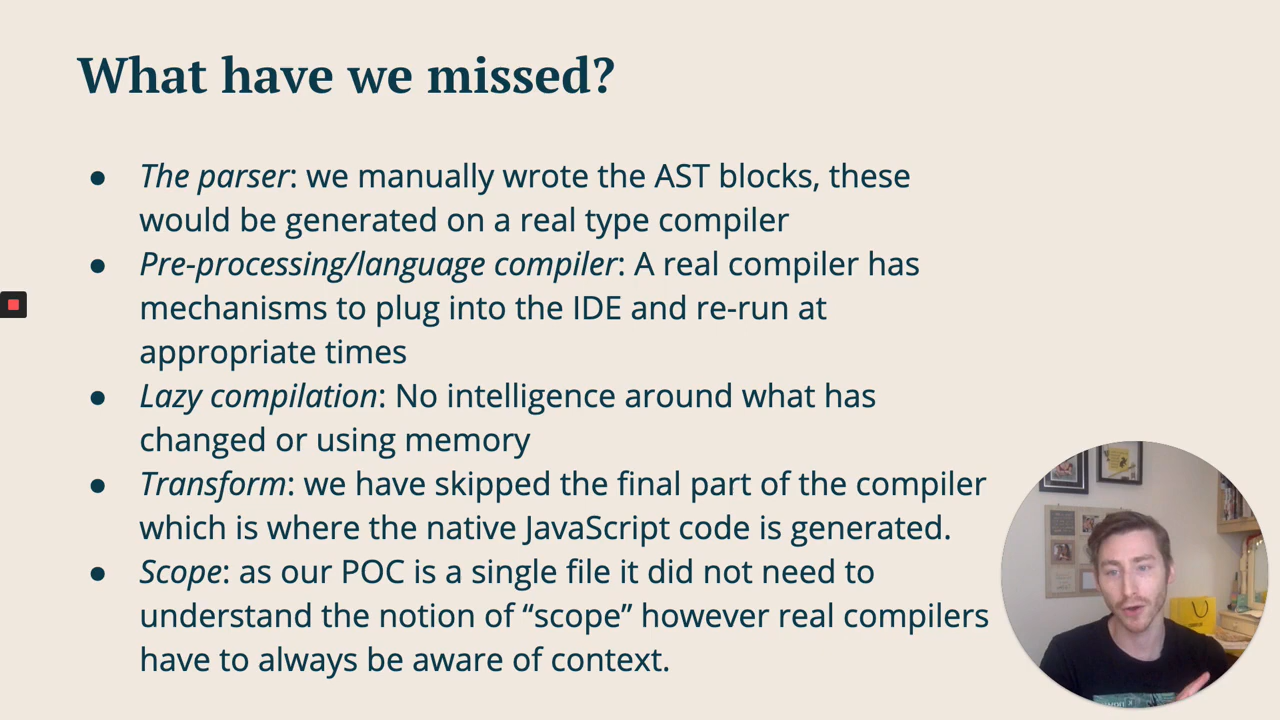 What have we missed?
● The parser: we manually wrote the AST blocks, these
would be generated on a real type compiler
● Pre-processing/language compiler: A real compiler has
mechanisms to plug into the IDE and re-run at
appropriate times
● Lazy compilation: No intelligence around what has
changed or using memory
● Transform: we have skipped the final part of the compiler
which is where the native JavaScript code is generated.
● Scope: as our POC is a single file it did not need to
understand the notion of “scope” however real compilers
have to always be aware of context.